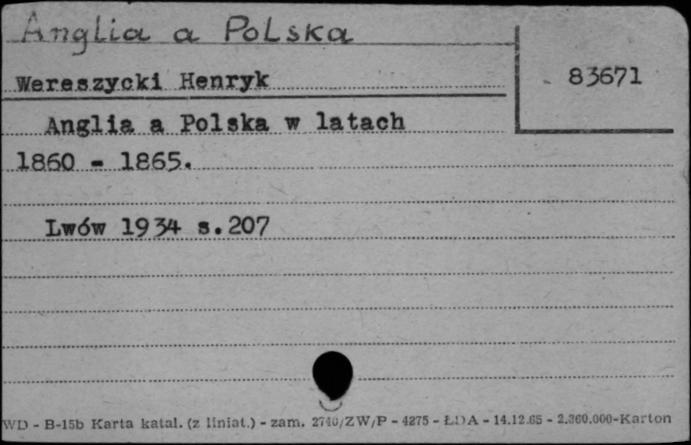 Anglia a Polska
Wereszycki Henryk
83671
Anglia a Polska w latach
1860 - 1865.
Lwów 1934 s.207
WD - B-15b Karta katal. (z liniat.) - zam. 2740/ZW/P - 4275 - ŁDA - 14.12.65 - 2.360.000-Karton